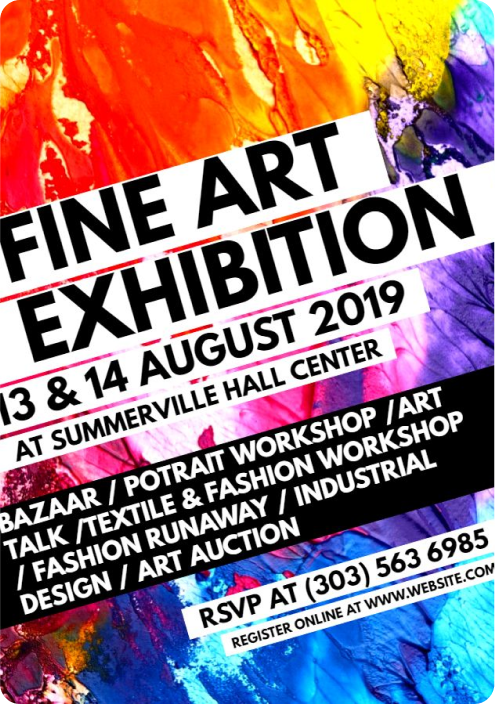 FINE ART
EXHIBITION
13 & 14 AUGUST 2019
AT SUMMERVILLE HALL CENTER
BAZAAR / POTRAIT WORKSHOP /ART
TALK /TEXTILE & FASHION WORKSHOP
/ FASHION RUNAWAY / INDUSTRIAL
DESIGN / ART AUCTION
RSVP AT (303) 563 6985
REGISTER ONLINE AT WWW.WEBSITE.COM